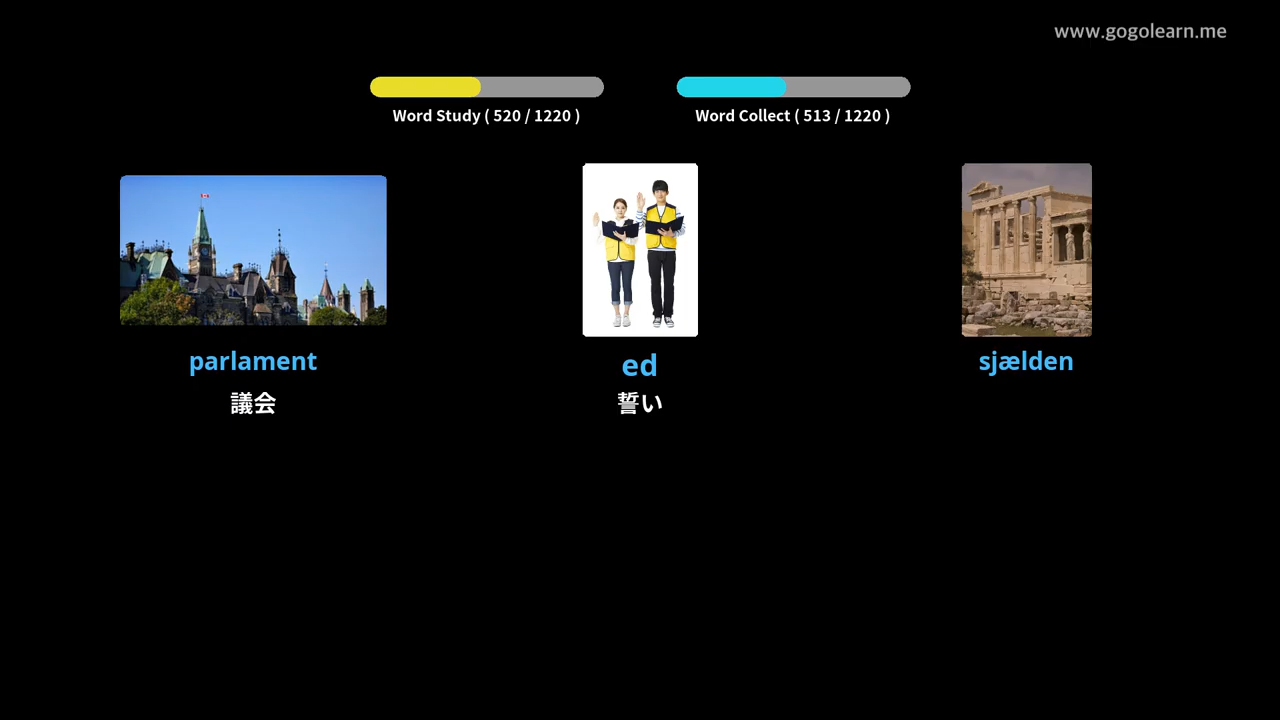 www.gogolearn.me
Word Study ( 520 / 1220 )
Word Collect ( 513 / 1220 )
parlament
議会
ed
誓い
sjælden